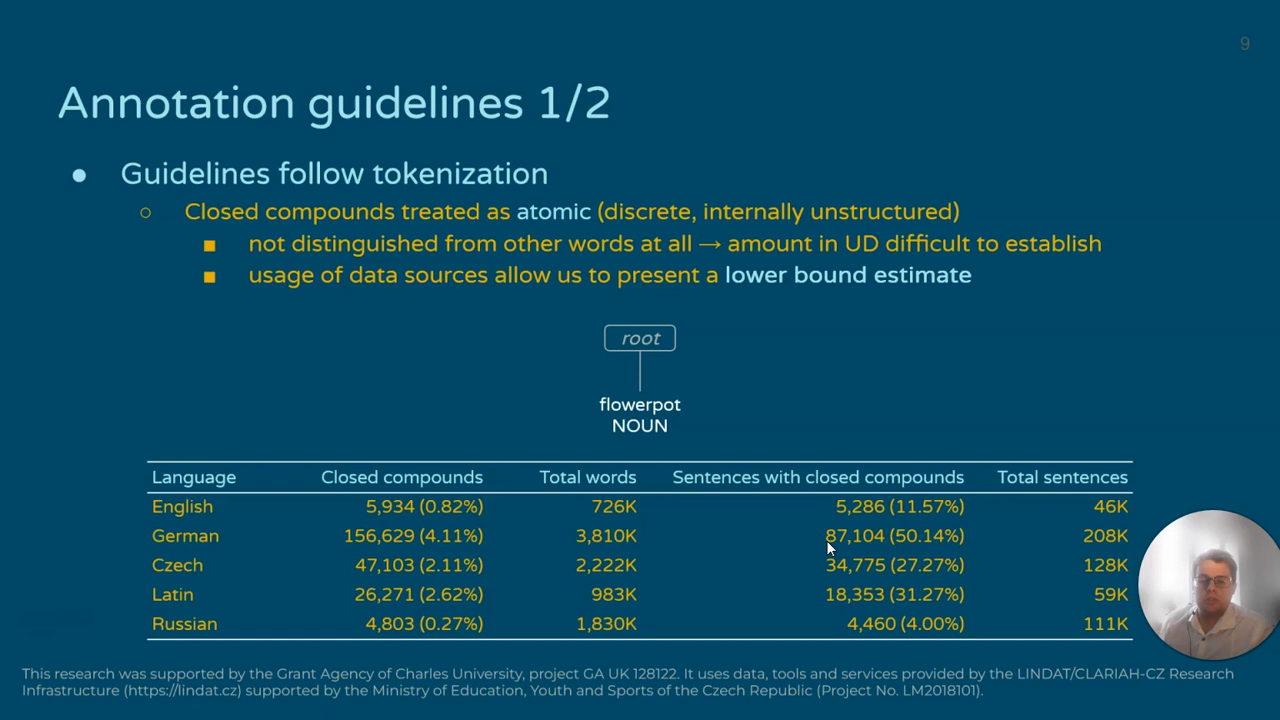 9
Annotation guidelines 1/2
● Guidelines follow tokenization
○ Closed compounds treated as atomic (discrete, internally unstructured)
■ not distinguished from other words at all → amount in UD difficult to establish
■ usage of data sources allow us to present a lower bound estimate
root
flowerpot
NOUN
Language Closed compounds Total words Sentences with closed compounds Total sentences
English 5,934 (0.82%) 726K 5,286 (11.57%) 46K
German 156,629 (4.11%) 3,810K 87,104 (50.14%) 208K
Czech 47,103 (2.11%) 2,222K 34,775 (27.27%) 128K
Latin 26,271 (2.62%) 983K 18,353 (31.27%) 59K
Russian 4,803 (0.27%) 1,830K 4,460 (4.00%) 111K
This research was supported by the Grant Agency of Charles University, project GA UK 128122. It uses data, tools and services provided by the LINDAT/CLARIAH-CZ Research
Infrastructure (https://lindat.cz) supported by the Ministry of Education, Youth and Sports of the Czech Republic (Project No. LM2018101).